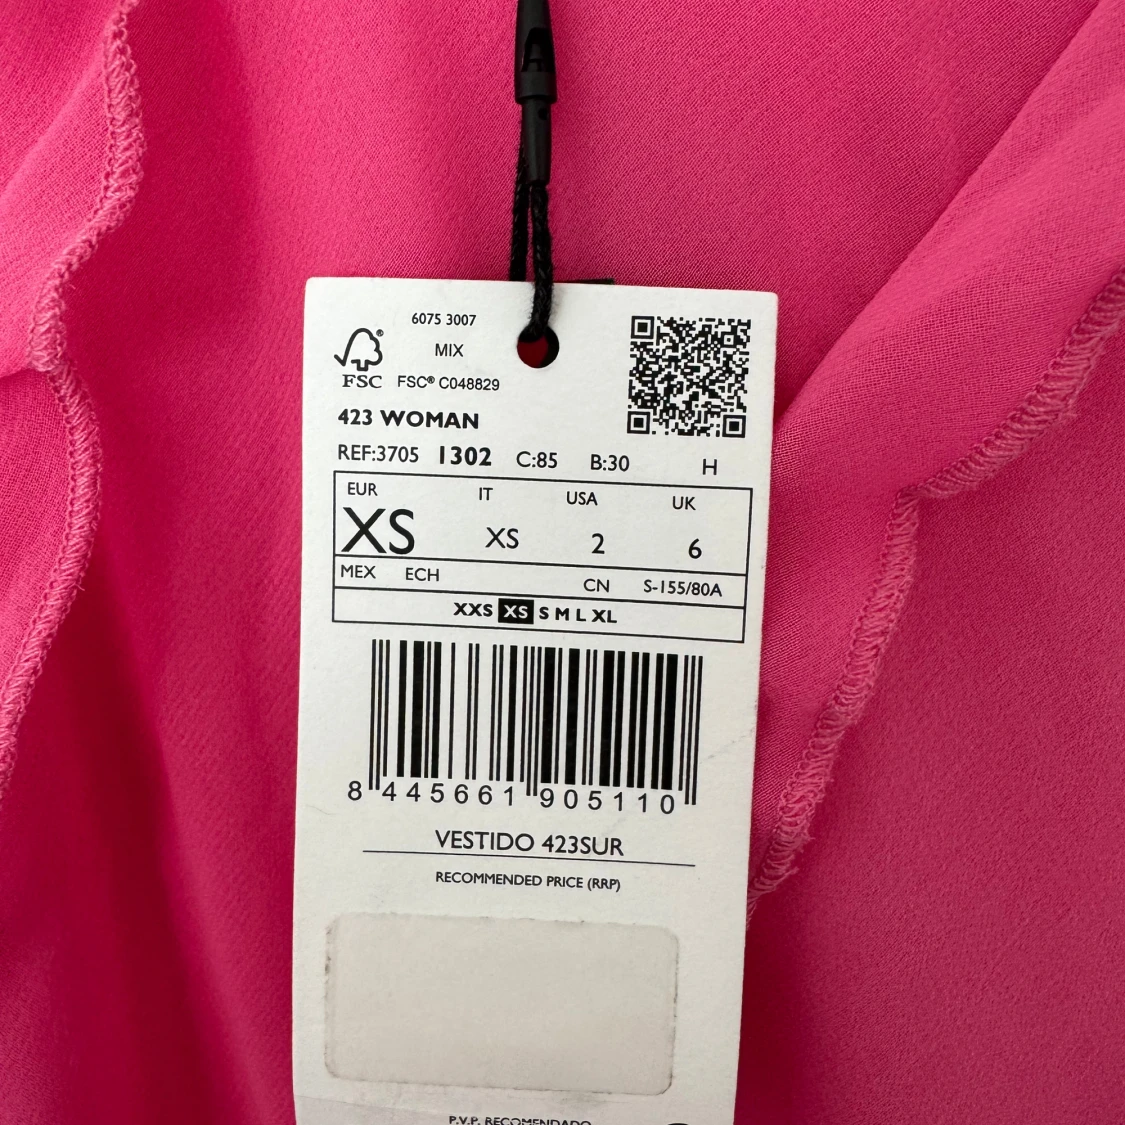 6075 3007
MIX
FSC® C048829
® FSC
423 WOMAN
REF:3705 1302 C:85 B:30 H
EUR IT USA UK
XS XS 2 6
MEX ECH CN S-155/80A
XXS XS S M L XL
8 445661 905110
VESTIDO 423SUR
RECOMMENDED PRICE (RRP)
P.V.P. RECOMENDADO